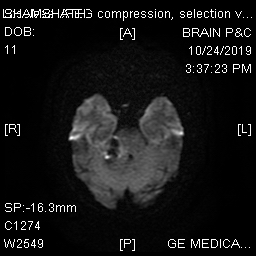 compression, selection v...
DOB:
[A]
BRAIN P&C
11
10/24/2019
3:37:23 PM
[R]
[L]
SP:-16.3mm
C1274
W2549
[P]
GE MEDICA...